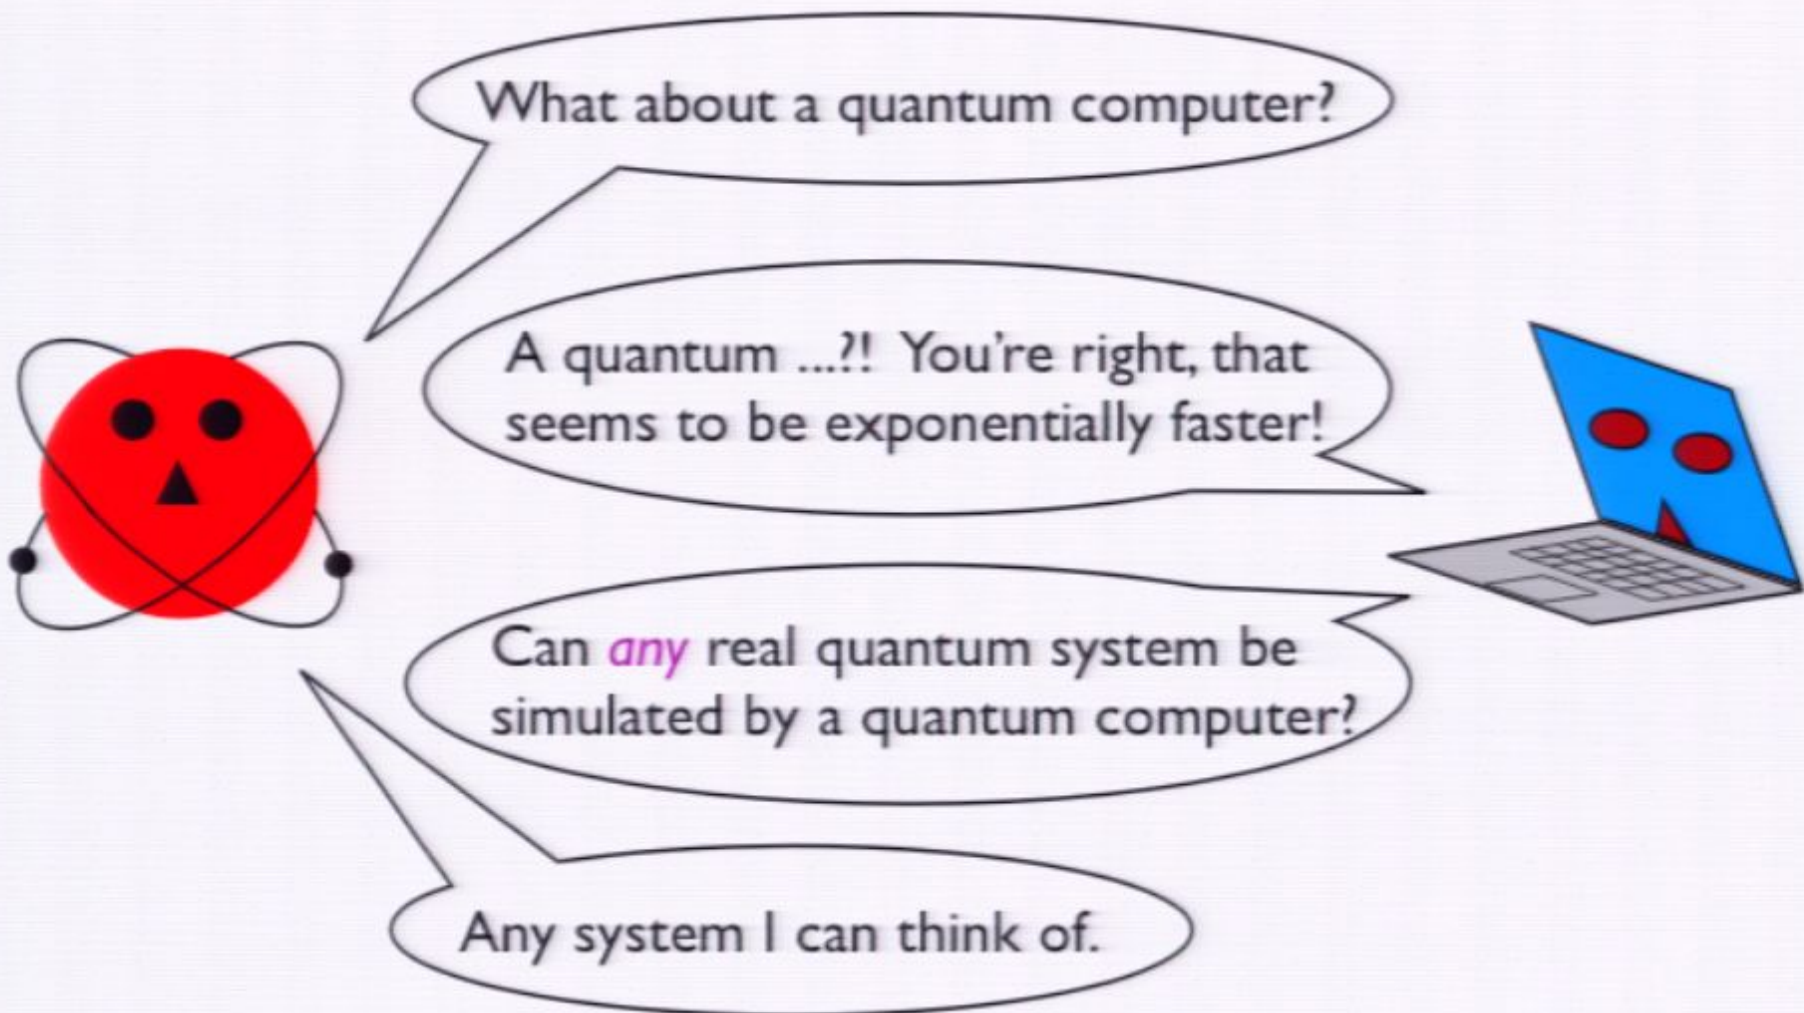 What about a quantum computer?
A quantum ...?! You're right, that
seems to be exponentially faster!
Can any real quantum system be
simulated by a quantum computer?
Any system I can think of.